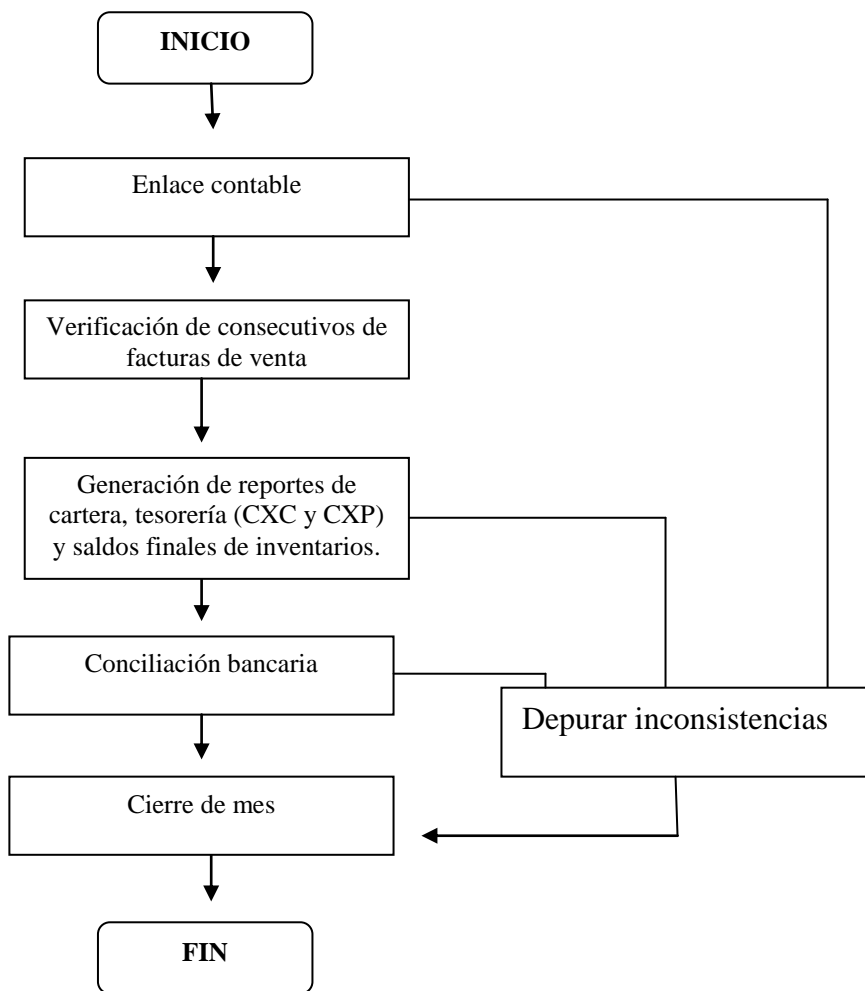 INICIO
Enlace contable
Verificación de consecutivos de
facturas de venta
Generación de reportes de
cartera, tesorería (CXC y CXP)
y saldos finales de inventarios.
Conciliación bancaria
Depurar inconsistencias
Cierre de mes
FIN